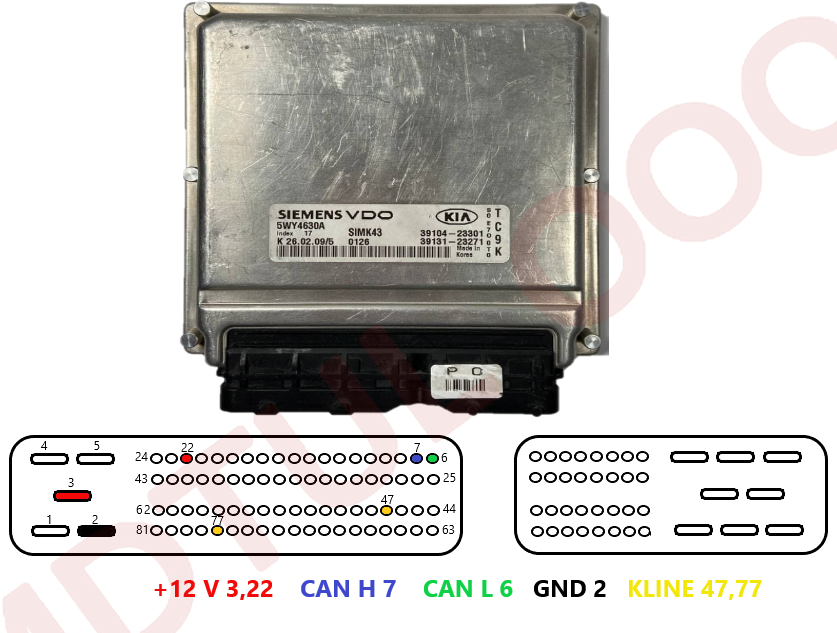 SIEMENS VDO
KIA
5WY4630A
Index 17
SIMK43
39104-23301
K 26.02.09/5
0126
39131-23271
Made in
Korea
TC9K
P C
4 5
24 22 7 6
43 25
3
62 47 44
1 2
81 77 63
+12 V 3,22 CAN H 7 CAN L 6 GND 2 KLINE 47,77